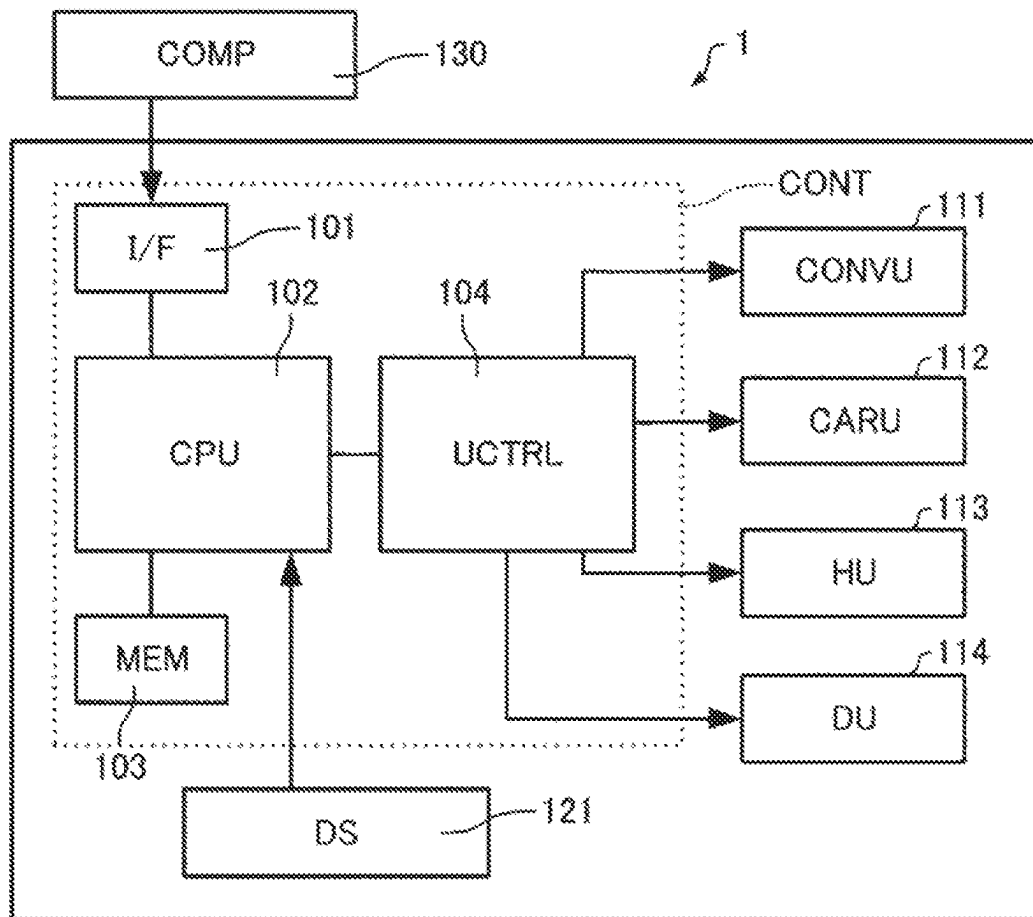 COMP
130
1
CONT
I/F
101
111
CONVU
102
104
112
CPU
UCTRL
CARU
113
HU
MEM
103
114
DU
DS
121